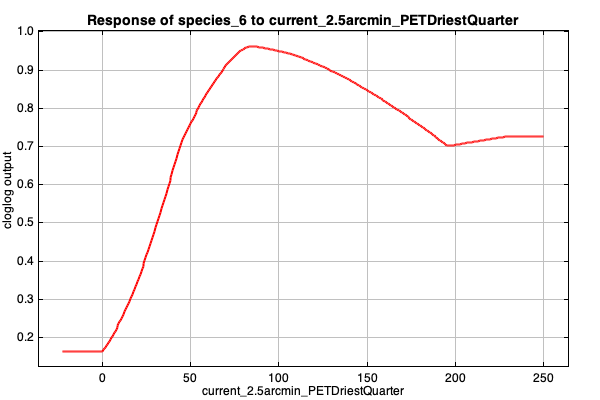 Response of species_6 to current_2.5arcmin_PETDriestQuarter
1.0
0.9
0.8
0.7
0.6
0.5
0.4
0.3
0.2
cloglog output
0 50 100 150 200 250
current_2.5arcmin_PETDriestQuarter